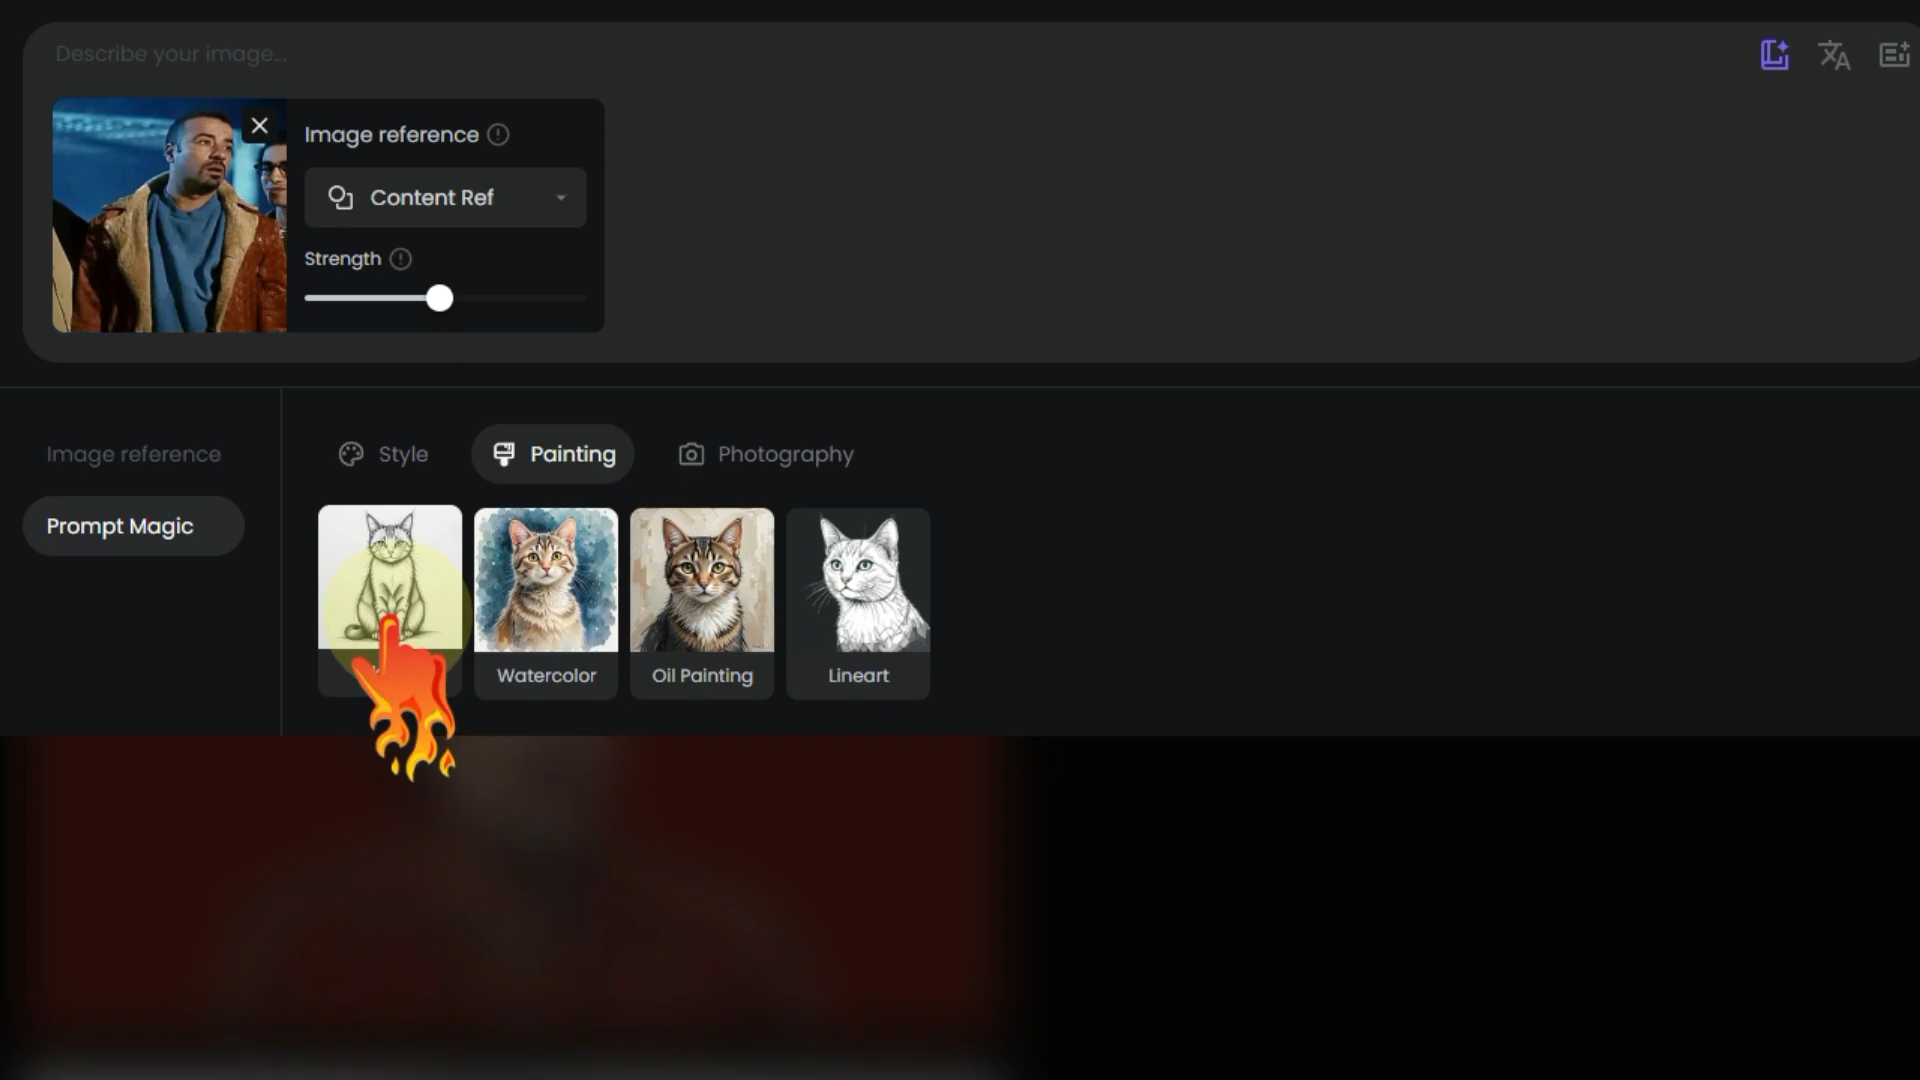 Describe your image...
Image reference
Content Ref
Strength
Image reference
Style
Painting
Photography
Prompt Magic
Watercolor
Oil Painting
Lineart